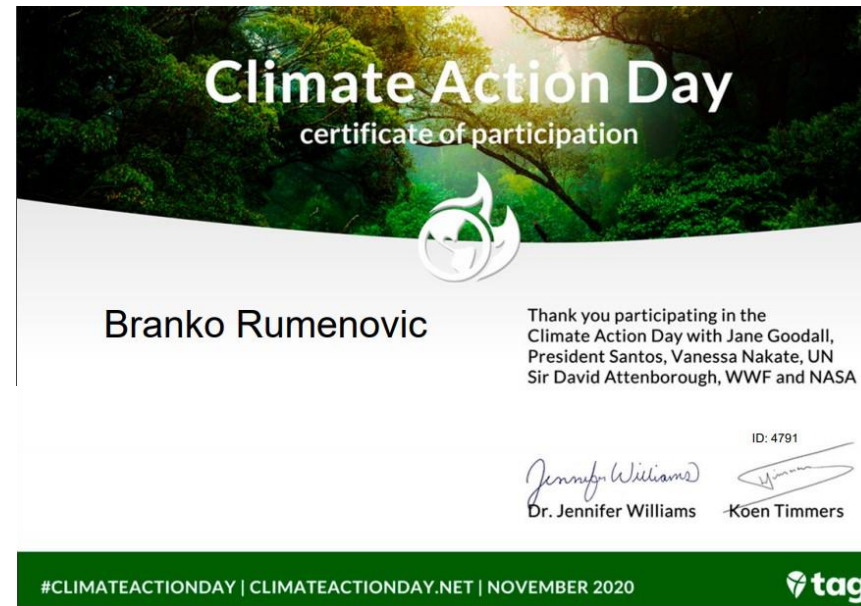 Climate Action Day
certificate of participation
Branko Rumenovic
Thank you participating in the
Climate Action Day with Jane Goodall,
President Santos, Vanessa Nakate, UN
Sir David Attenborough, WWF and NASA
ID: 4791
Jennifer Williams
Dr. Jennifer Williams
Koen Timmers
#CLIMATEACTIONDAY | CLIMATEACTIONDAY.NET | NOVEMBER 2020
tag